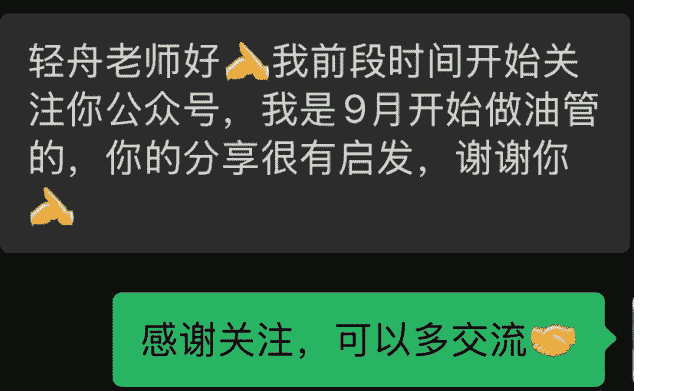 轻舟老师好🫱我前段时间开始关
注你公众号，我是9月开始做油管
的，你的分享很有启发，谢谢你
🫱
感谢关注，可以多交流🤝